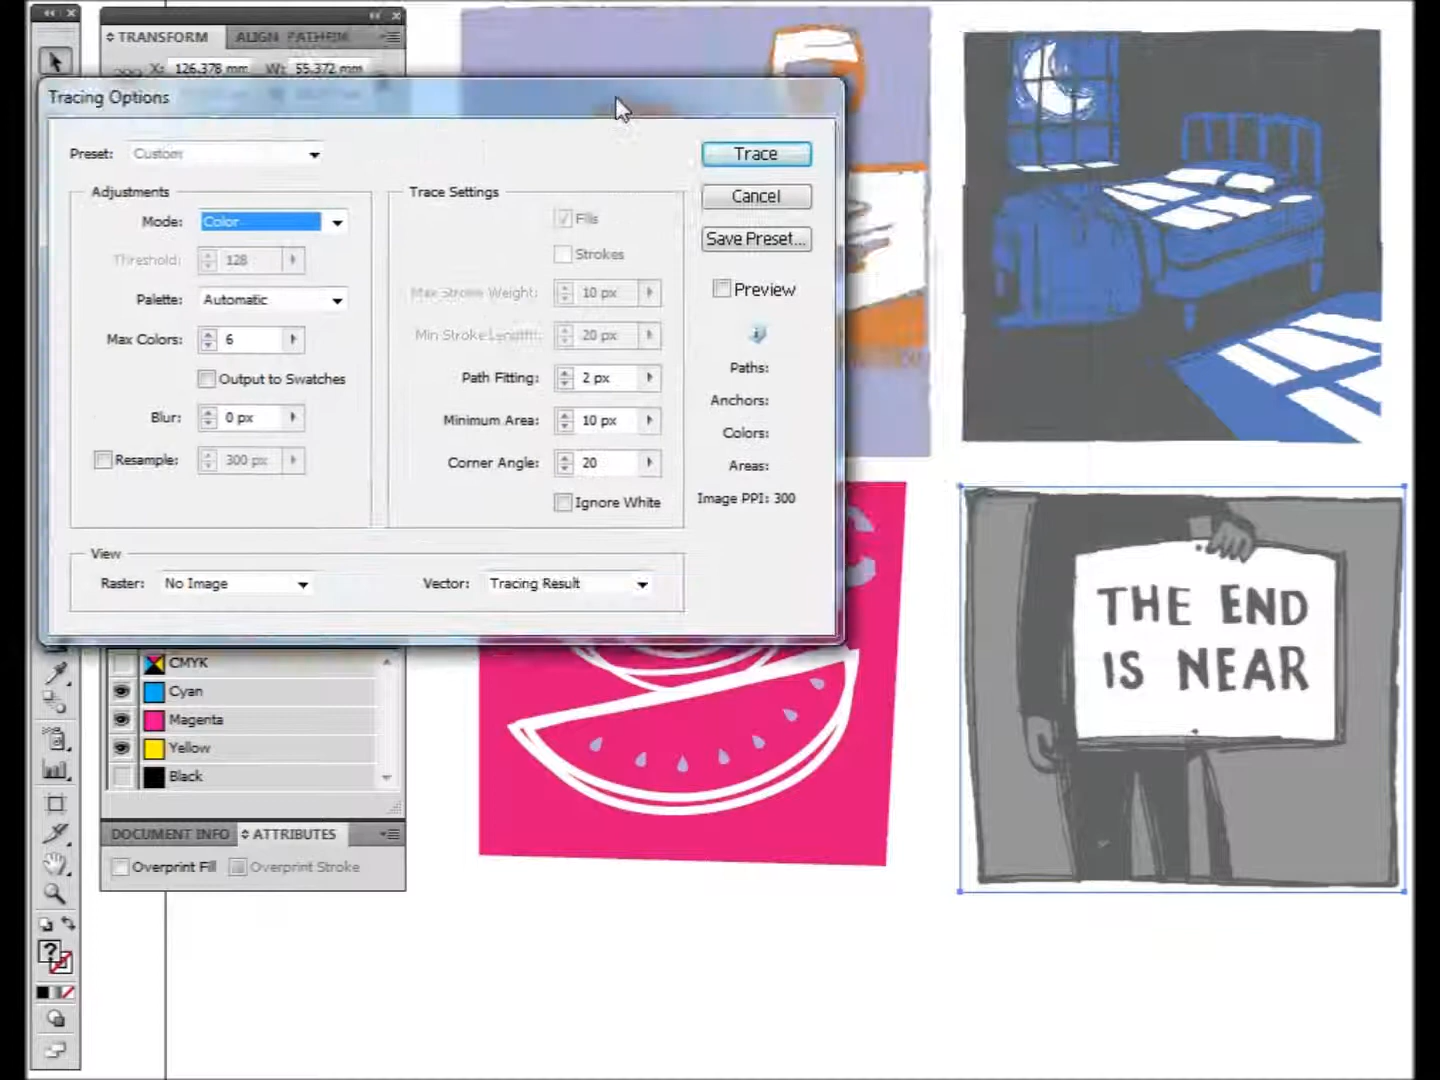 TRANSFORM ALIGN PATHFIN
X: 126.378 mm W: 55.372 mm
Tracing Options
Preset: Custom
Trace
Adjustments
Trace Settings
Cancel
Mode: Color
Fills
Save Preset...
Threshold: 128
Strokes
Palette: Automatic
Max Stroke Weight: 10 px
Preview
Max Colors: 6
Min Stroke Length: 20 px
Output to Swatches
Path Fitting: 2 px
Paths:
Blur: 0 px
Minimum Area: 10 px
Anchors:
Resample: 300 px
Corner Angle: 20
Colors:
Ignore White
Areas:
Image PPI: 300
View
Raster: No Image
Vector: Tracing Result
THE END
IS NEAR
CMYK
Cyan
Magenta
Yellow
Black
DOCUMENT INFO ATTRIBUTES
Overprint Fill Overprint Stroke